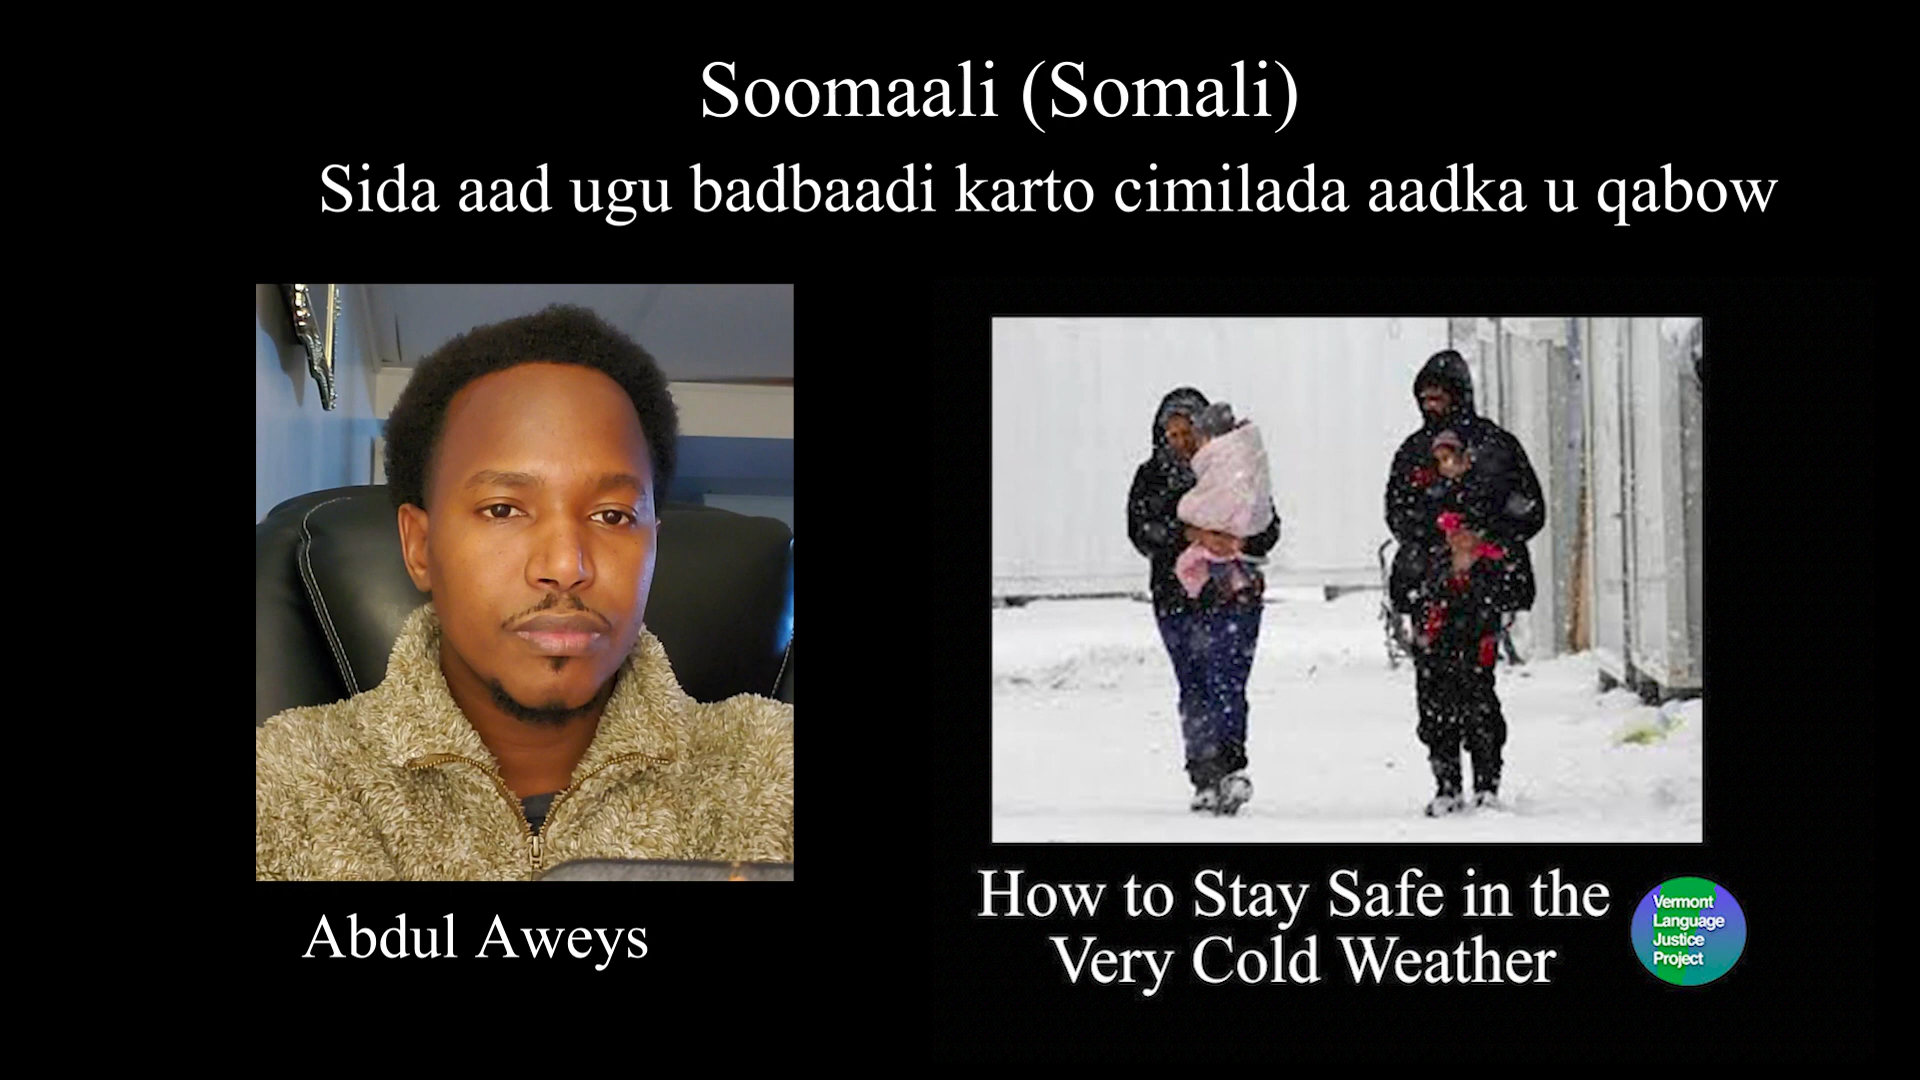 Soomaali (Somali)
Sida aad ugu badbaadi karto cimilada aadka u qabow
Abdul Aweys
How to Stay Safe in the
Very Cold Weather
Vermont
Language
Justice
Project